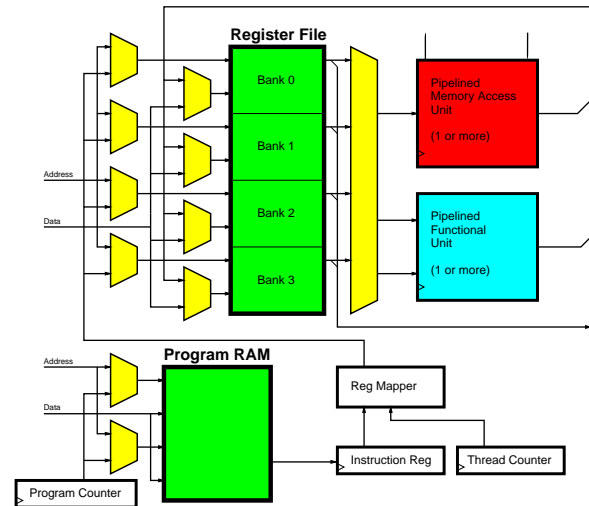 Register File
Bank 0
Bank 1
Bank 2
Bank 3
Address
Data
Pipelined
Memory Access
Unit
(1 or more)
Pipelined
Functional
Unit
(1 or more)
Program RAM
Address
Data
Reg Mapper
Instruction Reg
Thread Counter
Program Counter